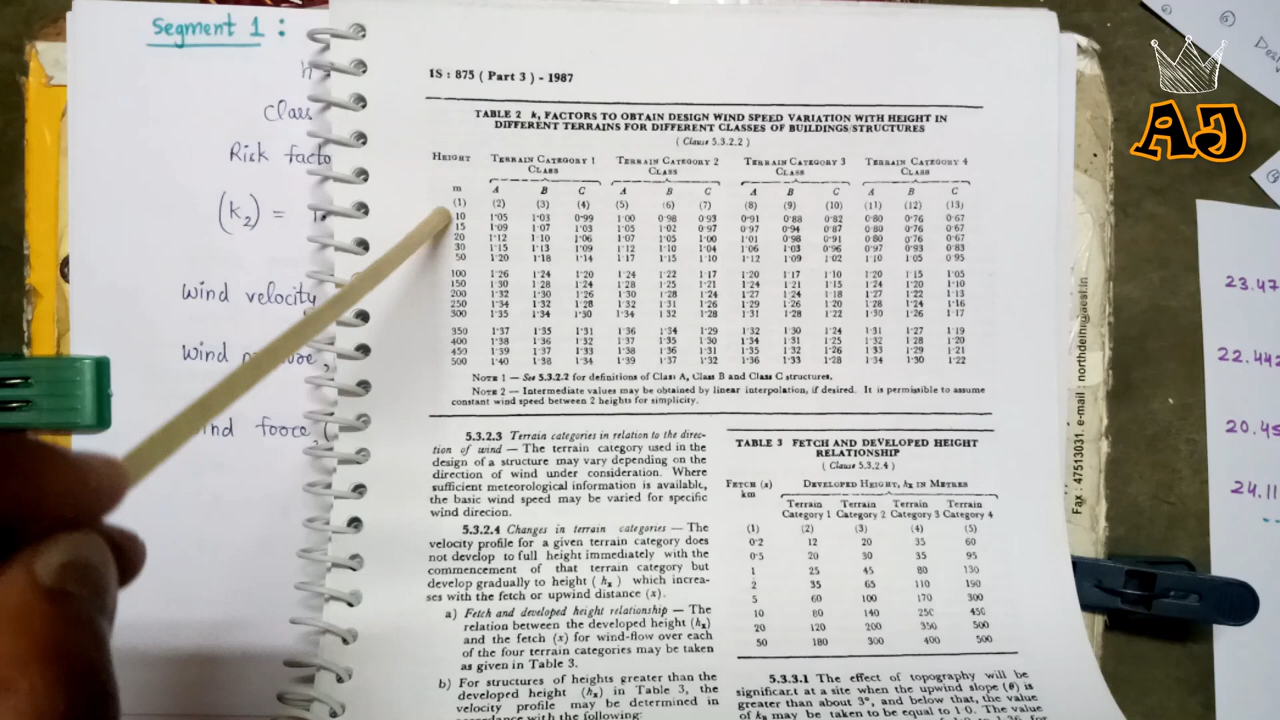 Segment 1 :
Class
Risk facto
(K2) =
Wind velocity
Wind
fooce, (
IS : 875 ( Part 3 ) - 1987
TABLE 2 k, FACTORS TO OBTAIN DESIGN WIND SPEED VARIATION WITH HEIGHT IN
DIFFERENT TERRAINS FOR DIFFERENT CLASSES OF BUILDINGS/STRUCTURES
( Clause 5.3.2.2 )
HEIGHT TERRAIN CATEGORY 1 TERRAIN CATEGORY 2 TERRAIN CATEGORY 3 TERRAIN CATEGORY 4
CLASS CLASS CLASS CLASS
m A B C A B C A B C A B C
(1) (2) (3) (4) (5) (6) (7) (8) (9) (10) (11) (12) (13)
10 1·05 1·03 0·99 1·00 0·98 0·93 0·91 0·88 0·82 0·80 0·76 0·67
15 1·09 1·07 1·03 1·05 1·02 0·97 0·97 0·94 0·87 0·80 0·76 0·67
20 1·12 1·10 1·06 1·07 1·05 1·00 1·01 0·98 0·91 0·80 0·76 0·67
30 1·15 1·13 1·09 1·12 1·10 1·04 1·06 1·03 0·96 0·97 0·93 0·83
50 1·20 1·18 1·14 1·17 1·15 1·10 1·12 1·09 1·02 1·10 1·05 0·95
100 1·26 1·24 1·20 1·24 1·22 1·17 1·20 1·17 1·10 1·20 1·15 1·05
150 1·30 1·28 1·24 1·28 1·25 1·21 1·24 1·21 1·15 1·24 1·20 1·10
200 1·32 1·30 1·26 1·30 1·28 1·24 1·27 1·24 1·18 1·27 1·22 1·13
250 1·34 1·32 1·28 1·32 1·31 1·26 1·29 1·26 1·20 1·28 1·24 1·16
300 1·35 1·34 1·30 1·34 1·32 1·28 1·31 1·28 1·22 1·30 1·26 1·17
350 1·37 1·35 1·31 1·36 1·34 1·29 1·32 1·30 1·24 1·31 1·27 1·19
400 1·38 1·36 1·32 1·37 1·35 1·30 1·34 1·31 1·25 1·32 1·28 1·20
450 1·39 1·37 1·33 1·38 1·36 1·31 1·35 1·32 1·26 1·33 1·29 1·21
500 1·40 1·38 1·34 1·39 1·37 1·32 1·36 1·33 1·28 1·34 1·30 1·22
NOTE 1 — See 5.3.2.2 for definitions of Class A, Class B and Class C structures.
NOTE 2 — Intermediate values may be obtained by linear interpolation, if desired. It is permissible to assume
constant wind speed between 2 heights for simplicity.
5.3.2.3 Terrain categories in relation to the direc-
tion of wind — The terrain category used in the
design of a structure may vary depending on the
direction of wind under consideration. Where
sufficient meteorological information is available,
the basic wind speed may be varied for specific
wind direcion.
5.3.2.4 Changes in terrain categories — The
velocity profile for a given terrain category does
not develop to full height immediately with the
commencement of that terrain category but
develop gradually to height ( hx ) which increa-
ses with the fetch or upwind distance (x).
a) Fetch and developed height relationship — The
relation between the developed height (hx)
and the fetch (x) for wind-flow over each
of the four terrain categories may be taken
as given in Table 3.
b) For structures of heights greater than the
developed height (hx) in Table 3, the
velocity profile may be determined in
accordance with the following:
TABLE 3 FETCH AND DEVELOPED HEIGHT
RELATIONSHIP
( Clause 5.3.2.4 )
FETCH (x) DEVELOPED HEIGHT, hx IN METRES
km
Terrain Terrain Terrain Terrain
Category 1 Category 2 Category 3 Category 4
(1) (2) (3) (4) (5)
0·2 12 20 35 60
0·5 20 30 35 95
1 25 45 80 130
2 35 65 110 190
5 60 100 170 300
10 80 140 250 450
20 120 200 350 500
50 180 300 400 500
5.3.3.1 The effect of topography will be
significant at a site when the upwind slope (θ) is
greater than about 3°, and below that, the value
of k3 may be taken to be equal to 1·0. The value
Fax : 47513031. e-mail : northdelhi@aesl.in
AJ
23.47
22.442
20.45
24.11